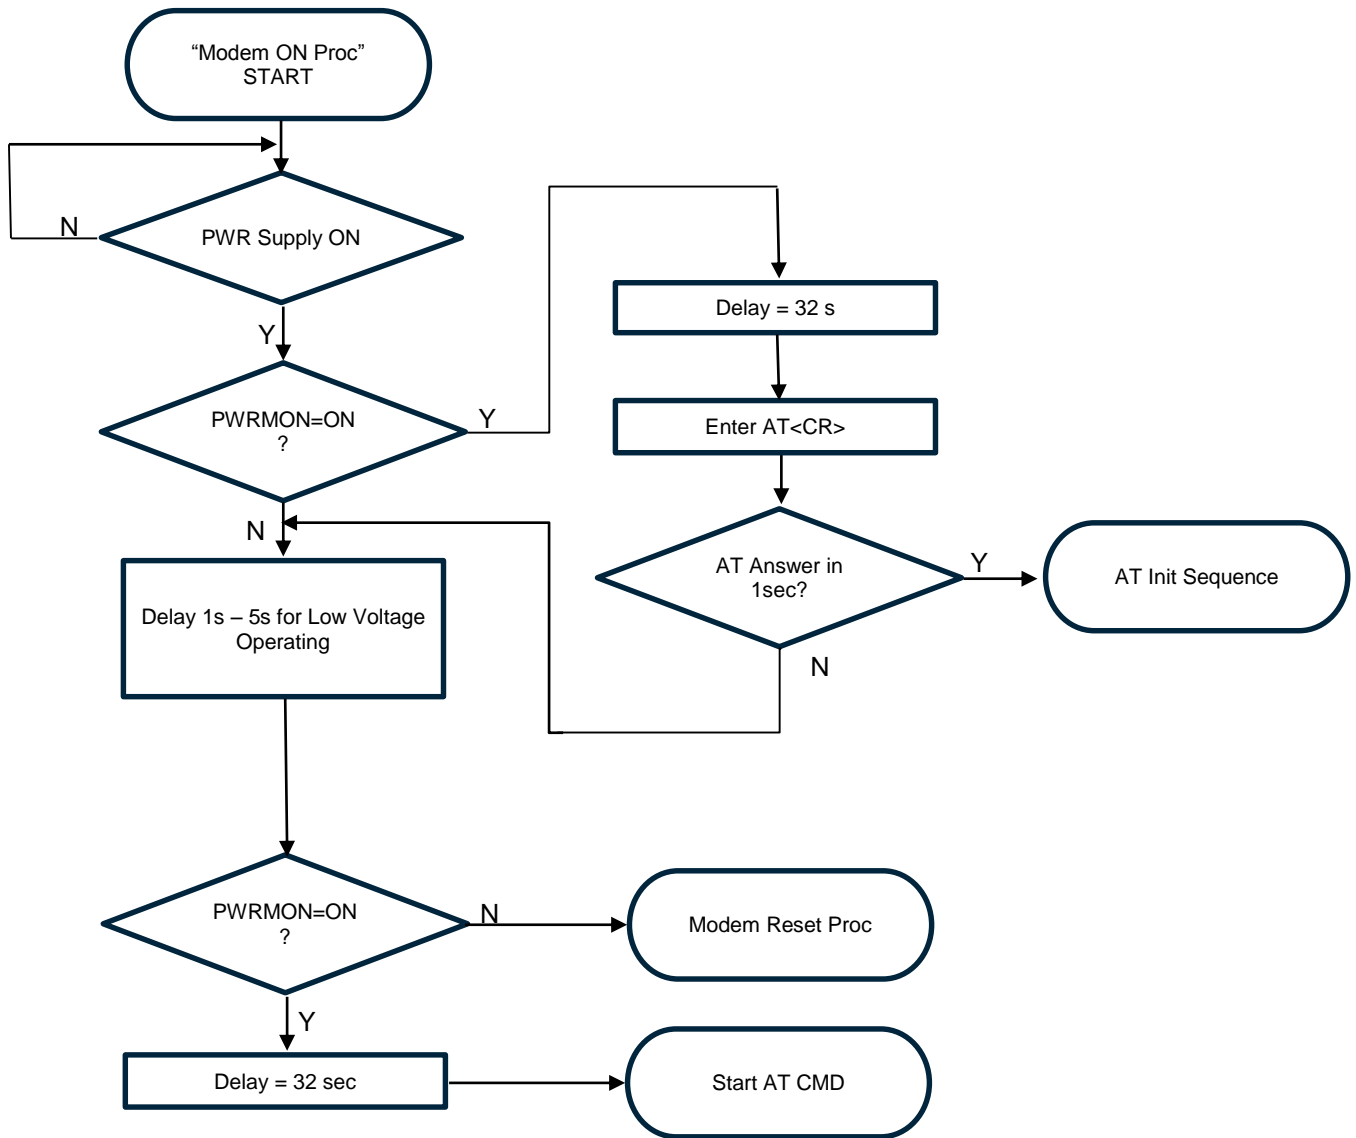 “Modem ON Proc”
START
N
PWR Supply ON
Y
PWRMON=ON
?
Y
N
Delay = 32 s
Enter AT<CR>
AT Answer in
1sec?
Y
AT Init Sequence
N
Delay 1s – 5s for Low Voltage
Operating
PWRMON=ON
?
N
Modem Reset Proc
Y
Delay = 32 sec
Start AT CMD